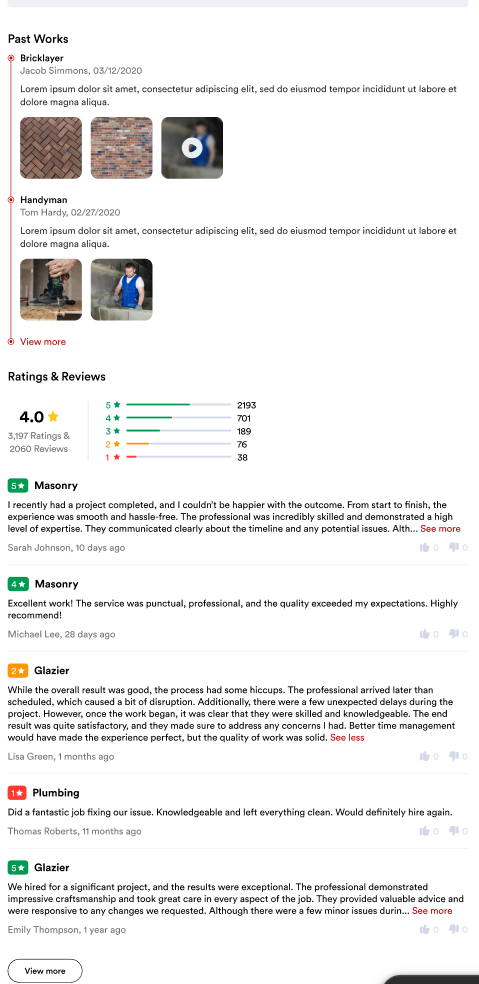 Past Works
Bricklayer
Jacob Simmons, 03/12/2020
Lorem ipsum dolor sit amet, consectetur adipiscing elit, sed do eiusmod tempor incididunt ut labore et
dolore magna aliqua.
Handyman
Tom Hardy, 02/27/2020
Lorem ipsum dolor sit amet, consectetur adipiscing elit, sed do eiusmod tempor incididunt ut labore et
dolore magna aliqua.
View more
Ratings & Reviews
4.0
3,197 Ratings &
2060 Reviews
5 2193
4 701
3 189
2 76
1 38
5 Masonry
I recently had a project completed, and I couldn't be happier with the outcome. From start to finish, the
experience was smooth and hassle-free. The professional was incredibly skilled and demonstrated a high
level of expertise. They communicated clearly about the timeline and any potential issues. Alth... See more
Sarah Johnson, 10 days ago 0 0
4 Masonry
Excellent work! The service was punctual, professional, and the quality exceeded my expectations. Highly
recommend!
Michael Lee, 28 days ago 0 0
2 Glazier
While the overall result was good, the process had some hiccups. The professional arrived later than
scheduled, which caused a bit of disruption. Additionally, there were a few unexpected delays during the
project. However, once the work began, it was clear that they were skilled and knowledgeable. The end
result was quite satisfactory, and they made sure to address any concerns I had. Better time management
would have made the experience perfect, but the quality of work was solid. See less
Lisa Green, 1 months ago 0 0
1 Plumbing
Did a fantastic job fixing our issue. Knowledgeable and left everything clean. Would definitely hire again.
Thomas Roberts, 11 months ago 0 0
5 Glazier
We hired for a significant project, and the results were exceptional. The professional demonstrated
impressive craftsmanship and took great care in every aspect of the job. They provided valuable advice and
were responsive to any changes we requested. Although there were a few minor issues durin... See more
Emily Thompson, 1 year ago 0 0
View more